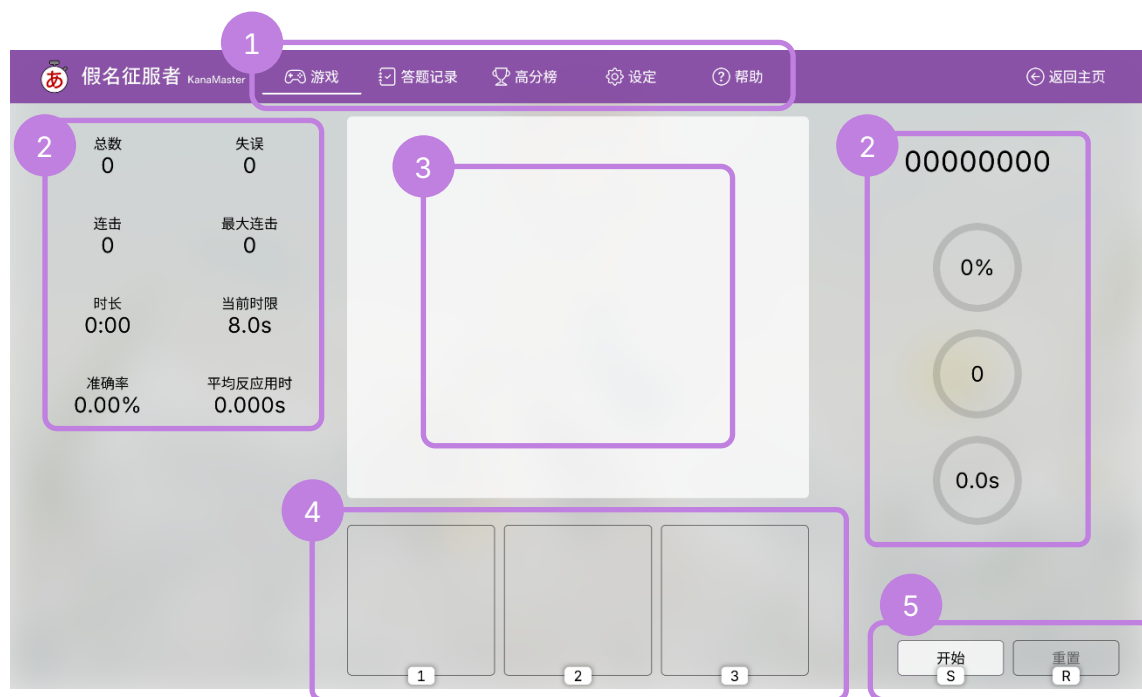 1
假名征服者 KanaMaster 游戏 答题记录 高分榜 设定 帮助 返回主页
2
总数 失误
0 0
连击 最大连击
0 0
时长 当前时限
0:00 8.0s
准确率 平均反应用时
0.00% 0.000s
3
2
00000000
0%
0
0.0s
4
1 2 3
5
开始 重置
S R